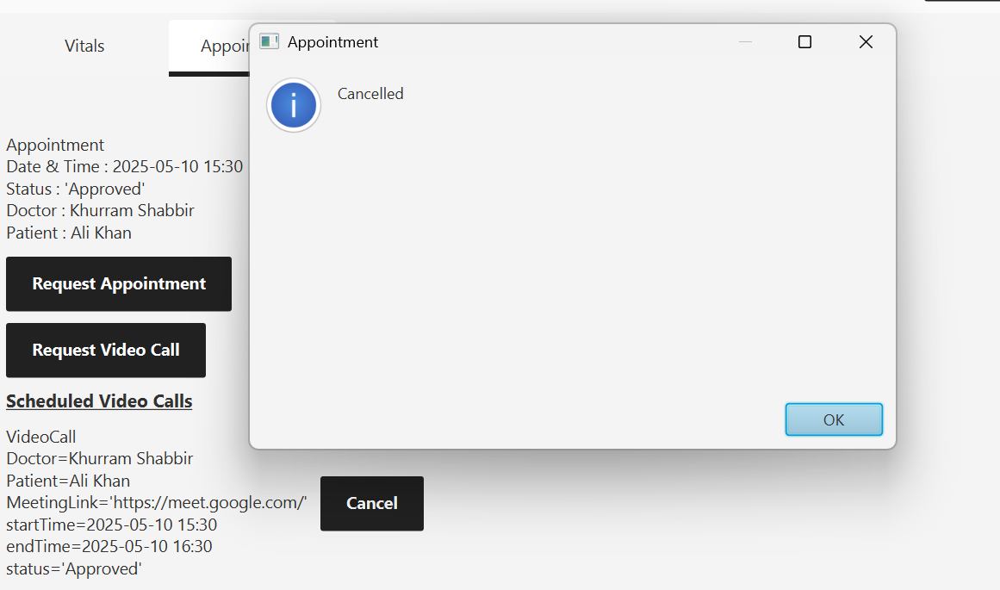 Vitals
Appoin
Appointment
Cancelled
Appointment
Date & Time : 2025-05-10 15:30
Status : 'Approved'
Doctor : Khurram Shabbir
Patient : Ali Khan
Request Appointment
Request Video Call
OK
Scheduled Video Calls
VideoCall
Doctor=Khurram Shabbir
Patient=Ali Khan
MeetingLink='https://meet.google.com/'
startTime=2025-05-10 15:30
endTime=2025-05-10 16:30
status='Approved'
Cancel